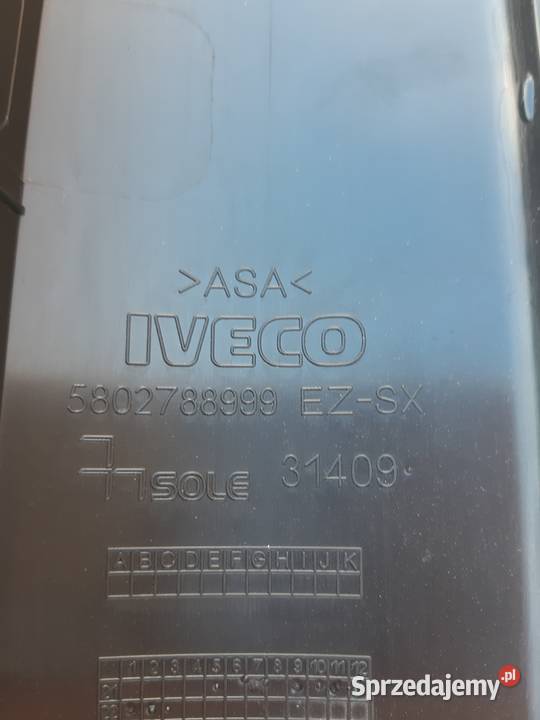 >ASA<
IVECO
5802788999 EZ-SX
SOLE 31409
A B C D E F G H I J K
1 2 3 4 5 6 7 8 9 10 11 12
Sprzedajemy.pl